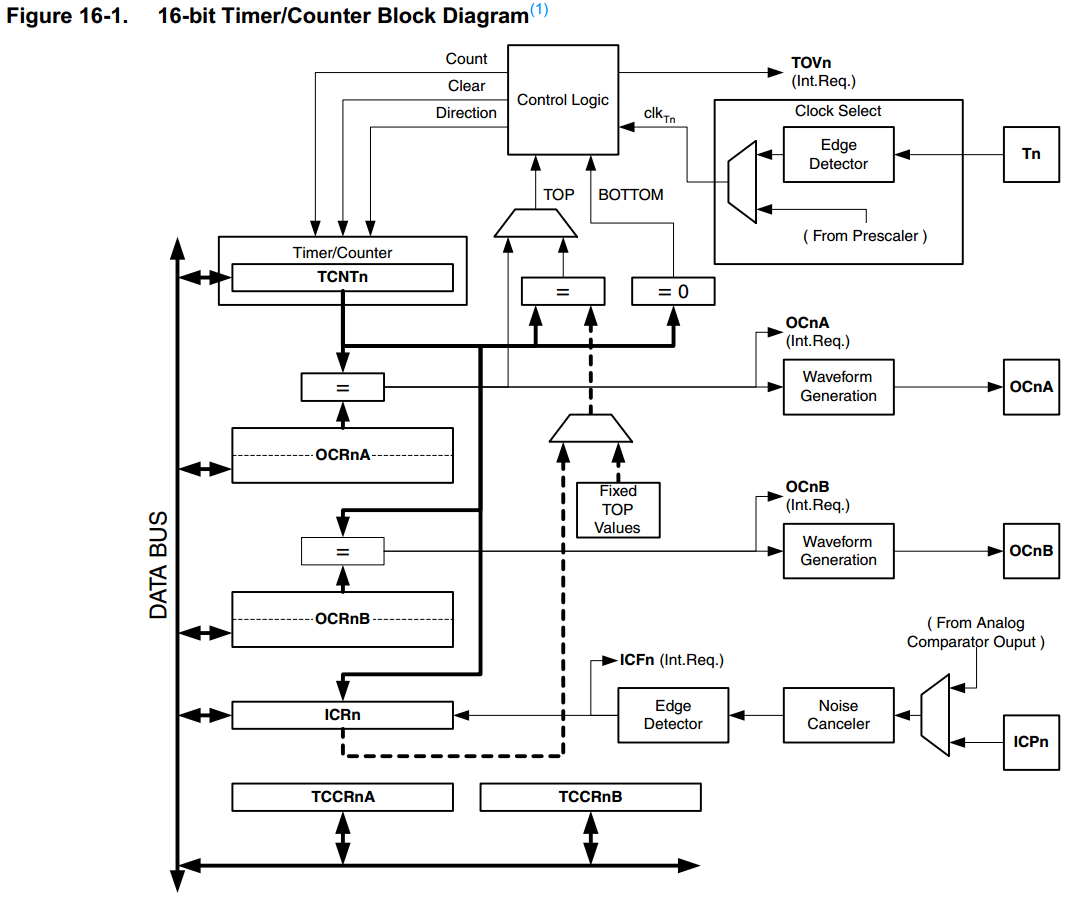 Figure 16-1. 16-bit Timer/Counter Block Diagram(1)
Count
Clear
Direction
Control Logic
TOVn
(Int.Req.)
clkTn
Clock Select
Edge
Detector
Tn
( From Prescaler )
TOP
BOTTOM
Timer/Counter
TCNTn
=
= 0
OCnA
(Int.Req.)
=
Waveform
Generation
OCnA
OCRnA
Fixed
TOP
Values
OCnB
(Int.Req.)
=
Waveform
Generation
OCnB
DATA BUS
OCRnB
( From Analog
Comparator Ouput )
ICFn (Int.Req.)
ICRn
Edge
Detector
Noise
Canceler
ICPn
TCCRnA
TCCRnB